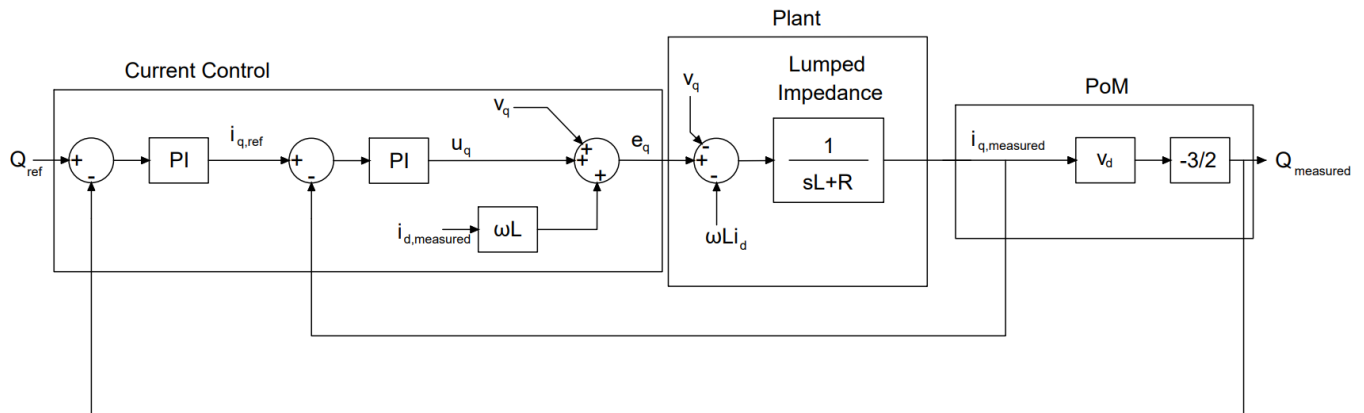 Plant
Current Control
Lumped
Impedance
PoM
v_q
v_q
Q_ref
+
-
PI
i_q,ref
+
-
PI
u_q
+
+
+
e_q
-
+
-
1
sL+R
i_q,measured
v_d
-3/2
Q_measured
i_d,measured
ωL
ωLi_d